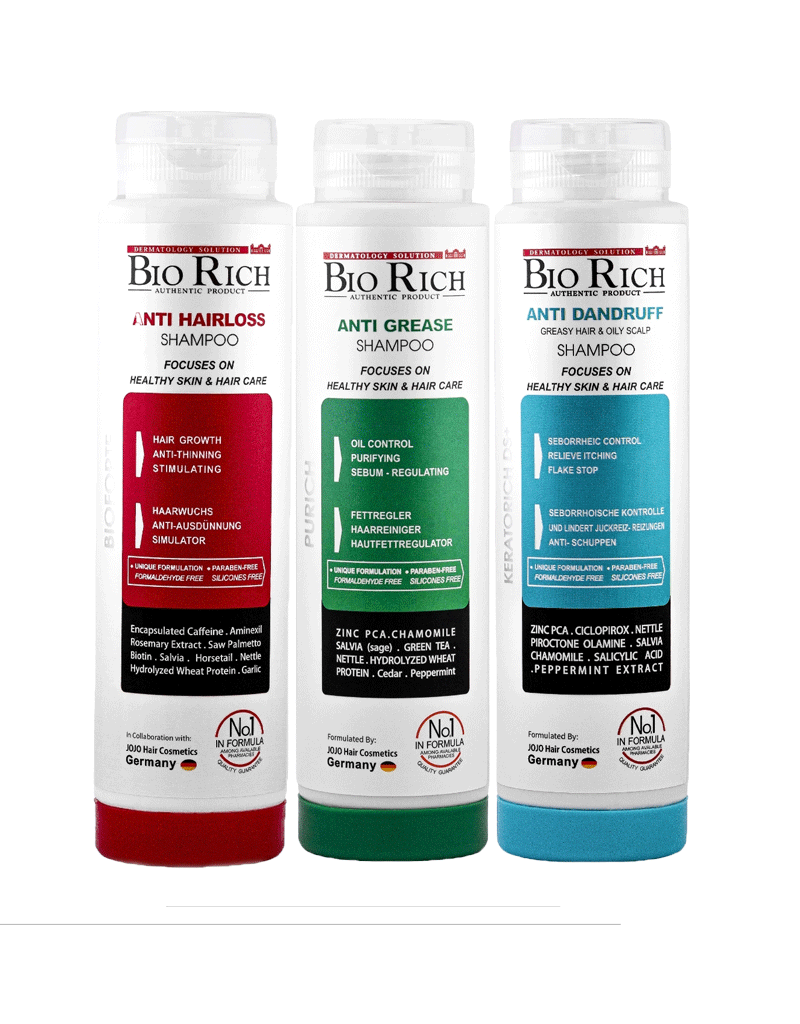 DERMATOLOGY SOLUTION
BIO RICH
AUTHENTIC PRODUCT
ANTI HAIRLOSS
SHAMPOO
FOCUSES ON
HEALTHY SKIN & HAIR CARE
BIOFORTE
HAIR GROWTH
ANTI-THINNING
STIMULATING
HAARWUCHS
ANTI-AUSDÜNNUNG
SIMULATOR
• UNIQUE FORMULATION • PARABEN-FREE
FORMALDEHYDE FREE SILICONES FREE
Encapsulated Caffeine . Aminexil
Rosemary Extract . Saw Palmetto
Biotin . Salvia . Horsetail . Nettle
Hydrolyzed Wheat Protein . Garlic
In Collaboration with:
JOJO Hair Cosmetics
Germany
No1
IN FORMULA
AMONG AVALABLE
PHARMACIES
QUALITY GUARANTEE
DERMATOLOGY SOLUTION
BIO RICH
AUTHENTIC PRODUCT
ANTI GREASE
SHAMPOO
FOCUSES ON
HEALTHY SKIN & HAIR CARE
PURICH
OIL CONTROL
PURIFYING
SEBUM - REGULATING
FETTREGLER
HAARREINIGER
HAUTFETTREGULATOR
• UNIQUE FORMULATION • PARABEN-FREE
FORMALDEHYDE FREE SILICONES FREE
ZINC PCA.CHAMOMILE
SALVIA (sage) . GREEN TEA .
NETTLE . HYDROLYZED WHEAT
PROTEIN . Cedar . Peppermint
Formulated By:
JOJO Hair Cosmetics
Germany
No1
IN FORMULA
AMONG AVALABLE
PHARMACIES
QUALITY GUARANTEE
DERMATOLOGY SOLUTION
BIO RICH
AUTHENTIC PRODUCT
ANTI DANDRUFF
GREASY HAIR & OILY SCALP
SHAMPOO
FOCUSES ON
HEALTHY SKIN & HAIR CARE
KERATORICH DS+
SEBORRHEIC CONTROL
RELIEVE ITCHING
FLAKE STOP
SEBORRHOISCHE KONTROLLE
UND LINDERT JUCKREIZ- REIZUNGEN
ANTI- SCHUPPEN
• UNIQUE FORMULATION • PARABEN-FREE
FORMALDEHYDE FREE SILICONES FREE
ZINC PCA . CICLOPIROX . NETTLE
PIROCTONE OLAMINE . SALVIA
CHAMOMILE . SALICYLIC ACID
.PEPPERMINT EXTRACT
Formulated By:
JOJO Hair Cosmetics
Germany
No1
IN FORMULA
AMONG AVALABLE
PHARMACIES
QUALITY GUARANTEE